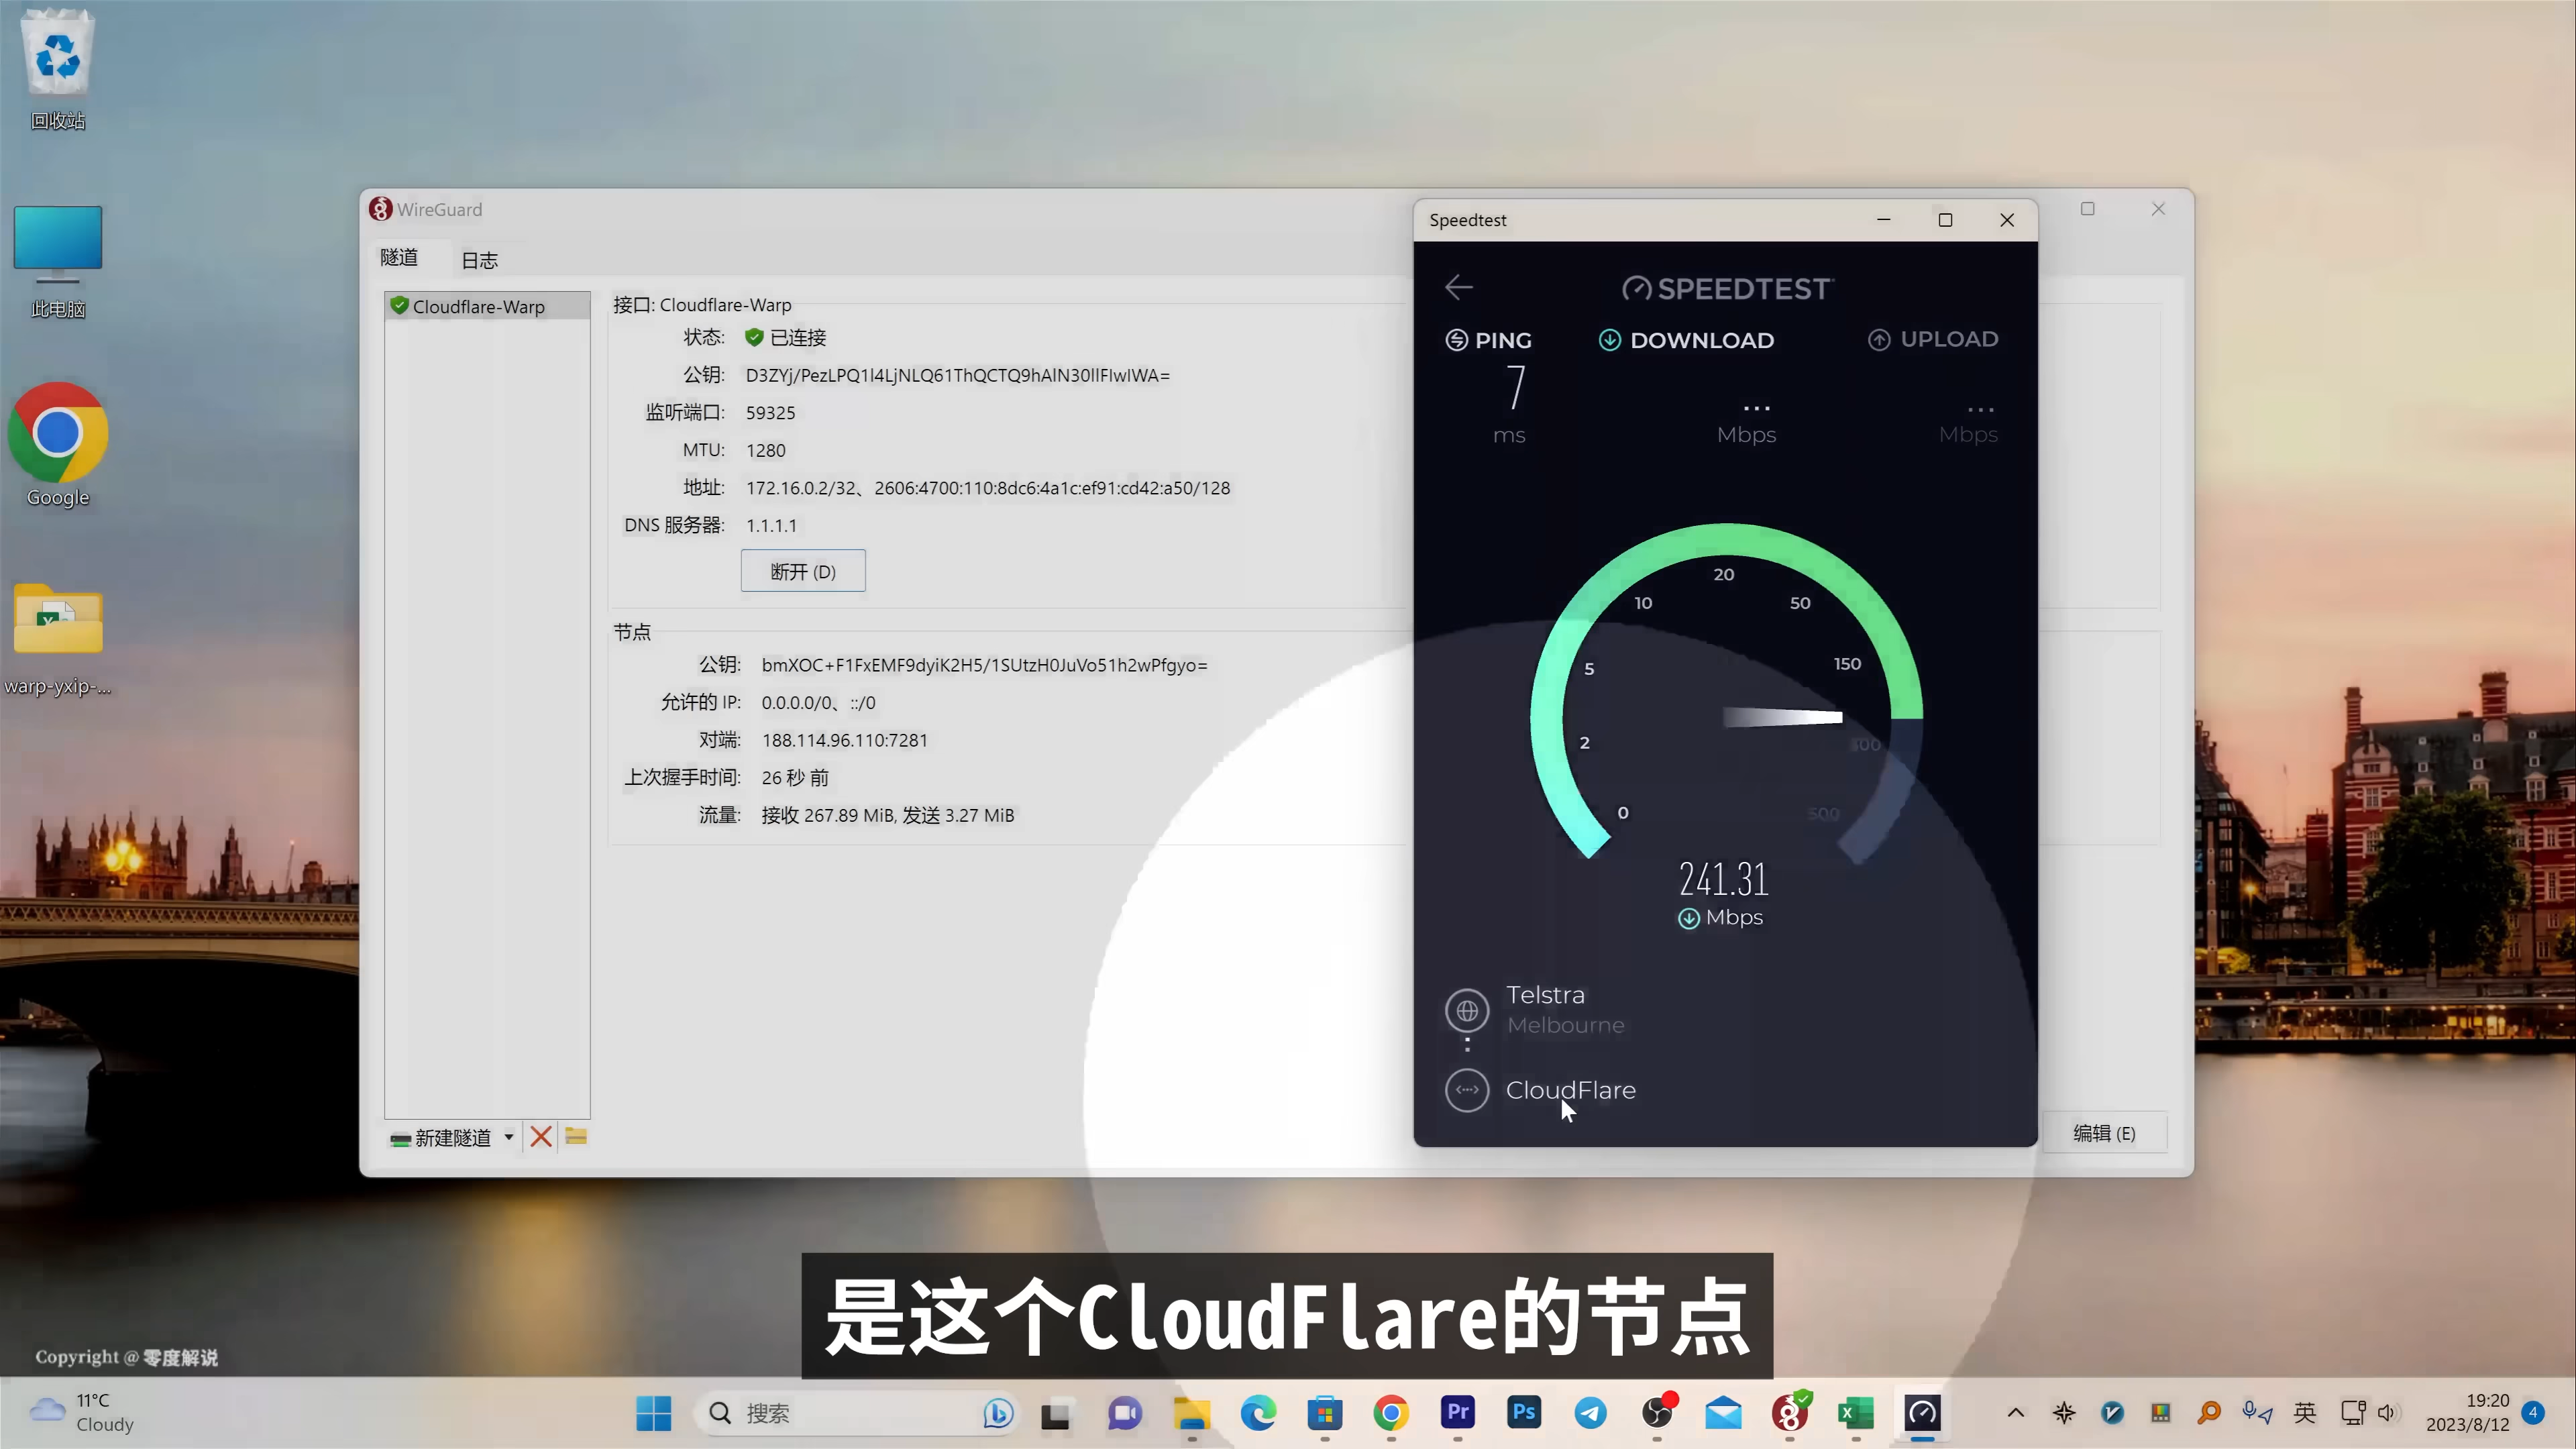 回收站
此电脑
Google
warp-yxip-...
WireGuard
隧道
日志
Cloudflare-Warp
接口: Cloudflare-Warp
状态: 已连接
公钥: D3ZYj/PezLPQ1l4LjNLQ61ThQCTQ9hAlN30llFIwIWA=
监听端口: 59325
MTU: 1280
地址: 172.16.0.2/32、2606:4700:110:8dc6:4a1c:ef91:cd42:a50/128
DNS 服务器: 1.1.1.1
断开 (D)
节点
公钥: bmXOC+F1FxEMF9dyiK2H5/1SUtzH0JuVo51h2wPfgyo=
允许的 IP: 0.0.0.0/0、::/0
对端: 188.114.96.110:7281
上次握手时间: 26 秒 前
流量: 接收 267.89 MiB, 发送 3.27 MiB
新建隧道
编辑 (E)
Speedtest
SPEEDTEST
PING
7
ms
DOWNLOAD
...
Mbps
UPLOAD
...
Mbps
0
2
5
10
20
50
150
300
500
241.31
Mbps
Telstra
Melbourne
CloudFlare
是这个CloudFlare的节点
Copyright @ 零度解说
11°C
Cloudy
搜索
Pr
Ps
英
19:20
2023/8/12
4